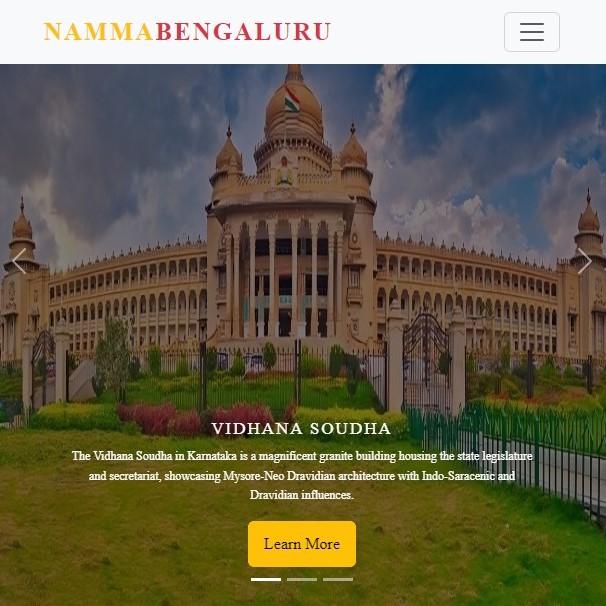 NAMMABENGALURU
VIDHANA SOUDHA
The Vidhana Soudha in Karnataka is a magnificent granite building housing the state legislature
and secretariat, showcasing Mysore-Neo Dravidian architecture with Indo-Saracenic and
Dravidian influences.
Learn More